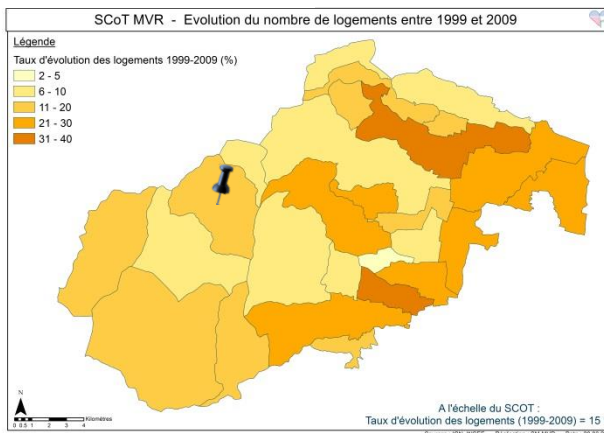 SCoT MVR - Evolution du nombre de logements entre 1999 et 2009
Légende
Taux d'évolution des logements 1999-2009 (%)
2 - 5
6 - 10
11 - 20
21 - 30
31 - 40
N
0 0.5 1 2 3 4
Kilomètres
A l'échelle du SCOT :
Taux d'évolution des logements (1999-2009) = 15